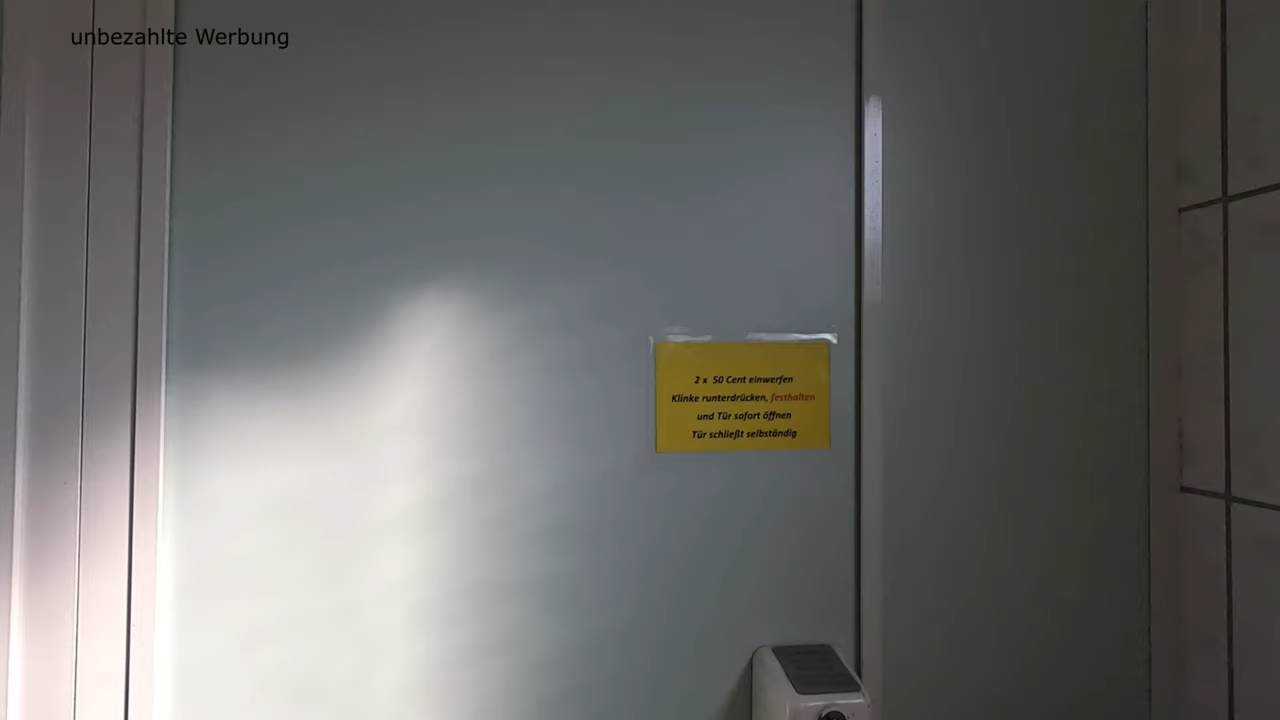 unbezahlte Werbung
2 x 50 Cent einwerfen
Klinke runterdrücken, festhalten
und Tür sofort öffnen
Tür schließt selbständig